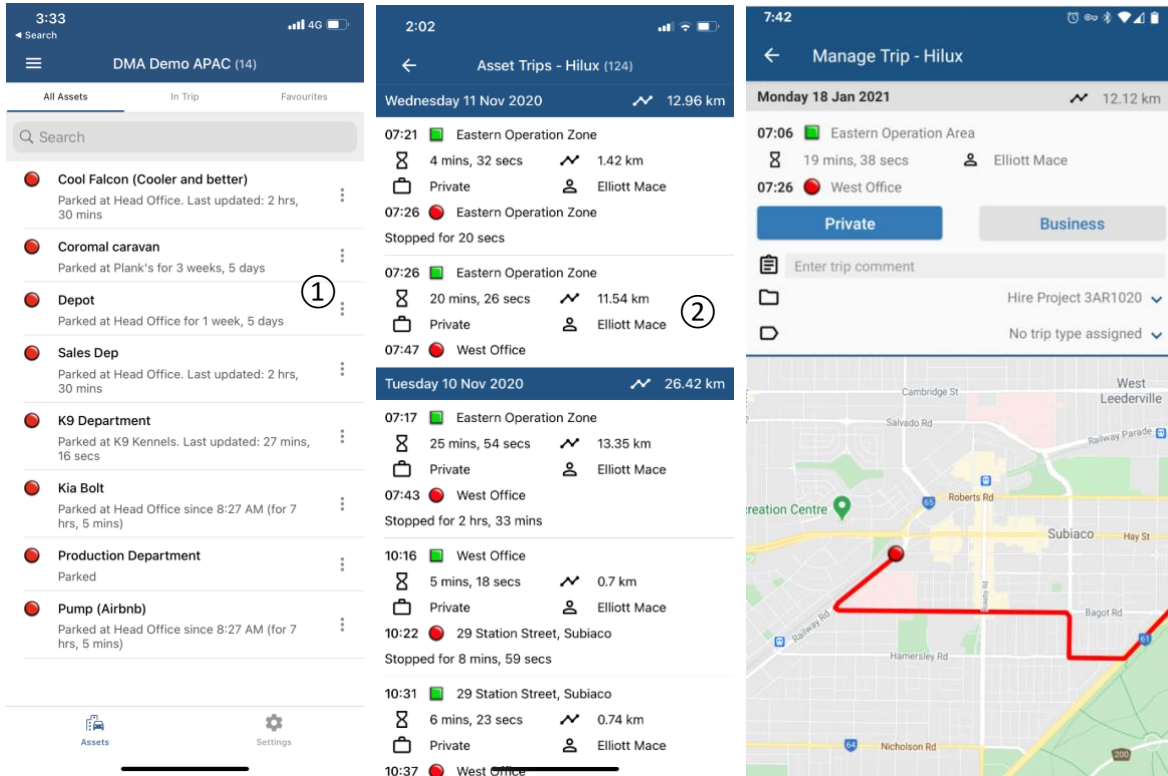 3:33
4G
◄ Search
DMA Demo APAC (14)
All Assets In Trip Favourites
Search
Cool Falcon (Cooler and better)
Parked at Head Office. Last updated: 2 hrs,
30 mins
Coromal caravan
Parked at Plank's for 3 weeks, 5 days
①
Depot
Parked at Head Office for 1 week, 5 days
Sales Dep
Parked at Head Office. Last updated: 2 hrs,
30 mins
K9 Department
Parked at K9 Kennels. Last updated: 27 mins,
16 secs
Kia Bolt
Parked at Head Office since 8:27 AM (for 7
hrs, 5 mins)
Production Department
Parked
Pump (Airbnb)
Parked at Head Office since 8:27 AM (for 7
hrs, 5 mins)
Assets Settings
2:02
Asset Trips - Hilux (124)
Wednesday 11 Nov 2020 12.96 km
07:21 Eastern Operation Zone
4 mins, 32 secs 1.42 km
Private Elliott Mace
07:26 Eastern Operation Zone
Stopped for 20 secs
07:26 Eastern Operation Zone
20 mins, 26 secs 11.54 km
②
Private Elliott Mace
07:47 West Office
Tuesday 10 Nov 2020 26.42 km
07:17 Eastern Operation Zone
25 mins, 54 secs 13.35 km
Private Elliott Mace
07:43 West Office
Stopped for 2 hrs, 33 mins
10:16 West Office
5 mins, 18 secs 0.7 km
Private Elliott Mace
10:22 29 Station Street, Subiaco
Stopped for 8 mins, 59 secs
10:31 29 Station Street, Subiaco
6 mins, 23 secs 0.74 km
Private Elliott Mace
10:37 West Office
7:42
Manage Trip - Hilux
Monday 18 Jan 2021 12.12 km
07:06 Eastern Operation Area
19 mins, 38 secs Elliott Mace
07:26 West Office
Private Business
Enter trip comment
Hire Project 3AR1020
No trip type assigned
Cambridge St
West
Leederville
Salvado Rd
Railway Parade
65
Roberts Rd
reation Centre
Subiaco
Hay St
Bagot Rd
Railway Rd
61
Hamersley Rd
64
Nicholson Rd
200